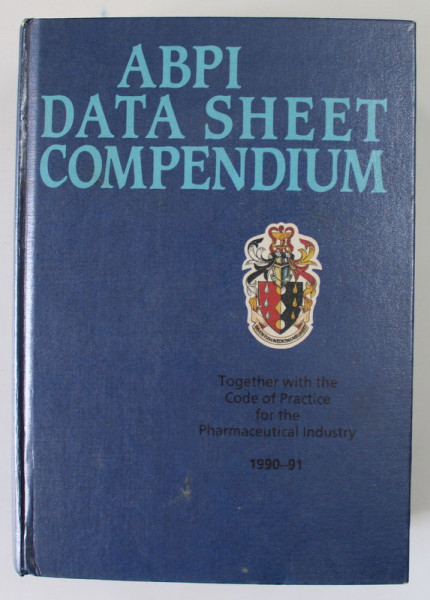 ABPI
DATA SHEET
COMPENDIUM
Together with the
Code of Practice
for the
Pharmaceutical Industry
1990-91